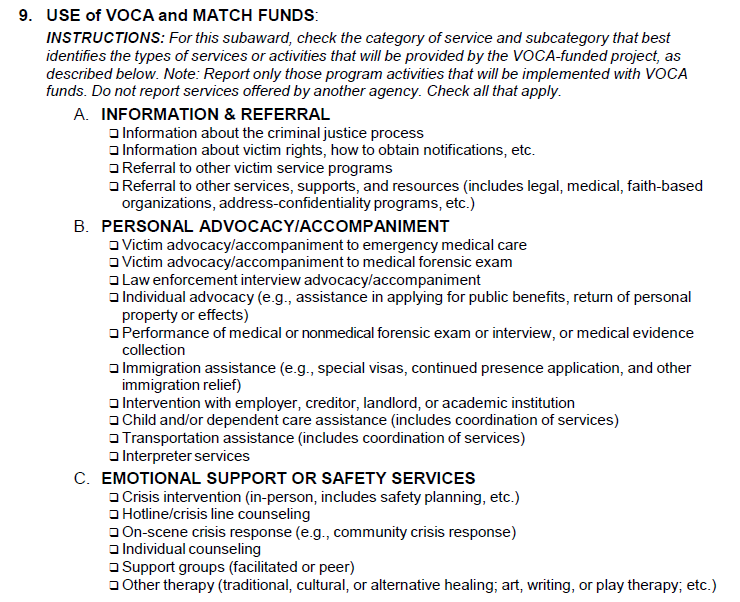 9. USE of VOCA and MATCH FUNDS:
INSTRUCTIONS: For this subaward, check the category of service and subcategory that best
identifies the types of services or activities that will be provided by the VOCA-funded project, as
described below. Note: Report only those program activities that will be implemented with VOCA
funds. Do not report services offered by another agency. Check all that apply.
A. INFORMATION & REFERRAL
❑ Information about the criminal justice process
❑ Information about victim rights, how to obtain notifications, etc.
❑ Referral to other victim service programs
❑ Referral to other services, supports, and resources (includes legal, medical, faith-based
organizations, address-confidentiality programs, etc.)
B. PERSONAL ADVOCACY/ACCOMPANIMENT
❑ Victim advocacy/accompaniment to emergency medical care
❑ Victim advocacy/accompaniment to medical forensic exam
❑ Law enforcement interview advocacy/accompaniment
❑ Individual advocacy (e.g., assistance in applying for public benefits, return of personal
property or effects)
❑ Performance of medical or nonmedical forensic exam or interview, or medical evidence
collection
❑ Immigration assistance (e.g., special visas, continued presence application, and other
immigration relief)
❑ Intervention with employer, creditor, landlord, or academic institution
❑ Child and/or dependent care assistance (includes coordination of services)
❑ Transportation assistance (includes coordination of services)
❑ Interpreter services
C. EMOTIONAL SUPPORT OR SAFETY SERVICES
❑ Crisis intervention (in-person, includes safety planning, etc.)
❑ Hotline/crisis line counseling
❑ On-scene crisis response (e.g., community crisis response)
❑ Individual counseling
❑ Support groups (facilitated or peer)
❑ Other therapy (traditional, cultural, or alternative healing; art, writing, or play therapy; etc.)